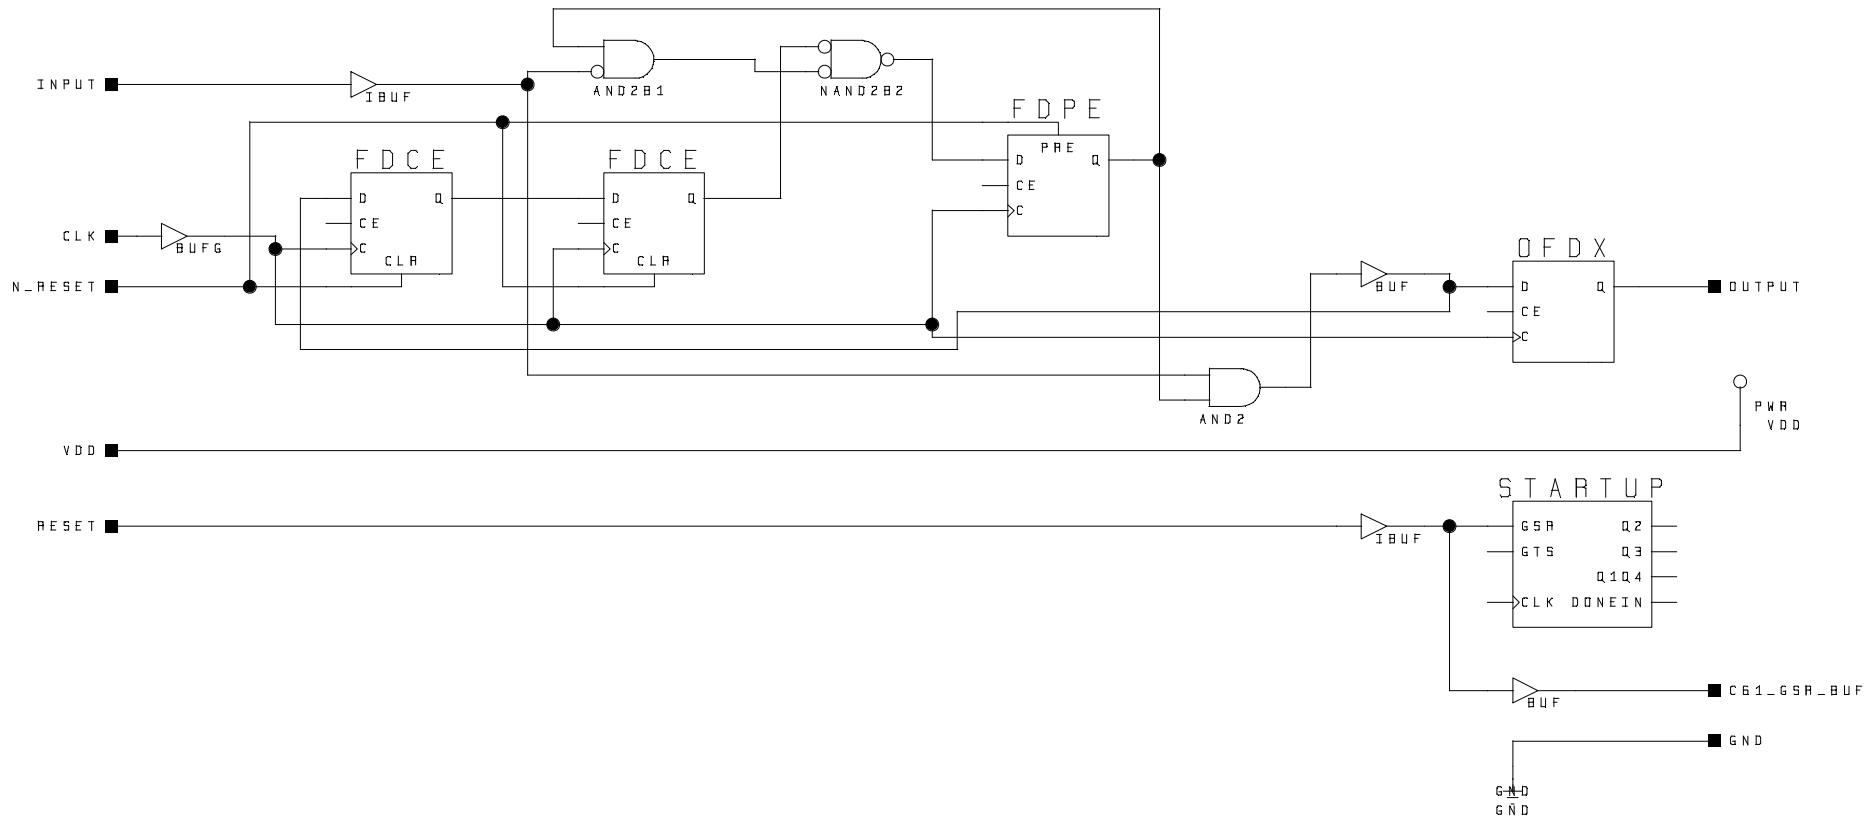 INPUT
IBUF
AND2B1
NAND2B2
FDPE
PRE
D Q
CE
C
FDCE
D Q
CE
C
CLR
FDCE
D Q
CE
C
CLR
CLK
BUFG
N_RESET
OFDX
D Q
CE
C
BUF
OUTPUT
AND2
PWR
VDD
VDD
STARTUP
RESET
IBUF
GSR Q2
GTS Q3
Q1Q4
CLK DONEIN
BUF
C61_GSR_BUF
GND
GND
GND